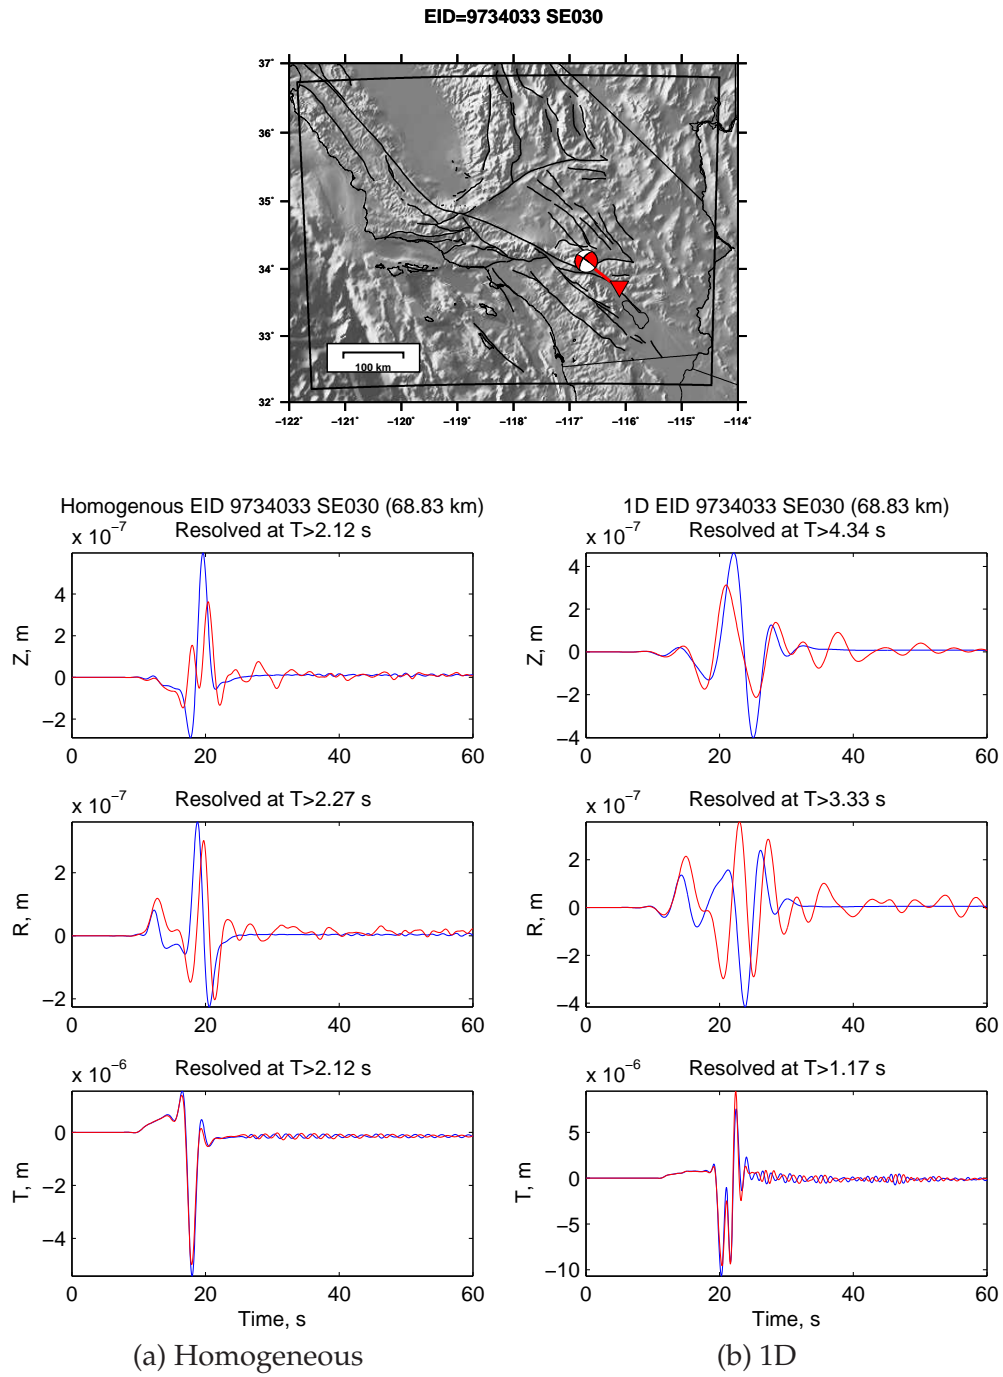 EID=9734033 SE030
37°
36°
35°
34°
33°
32°
100 km
−122° −121° −120° −119° −118° −117° −116° −115° −114°
Homogenous EID 9734033 SE030 (68.83 km)
x 10−7 Resolved at T>2.12 s
4
2
0
−2
Z, m
0 20 40 60
x 10−7 Resolved at T>2.27 s
2
0
−2
R, m
0 20 40 60
x 10−6 Resolved at T>2.12 s
0
−2
−4
T, m
0 20 40 60
Time, s
(a) Homogeneous
1D EID 9734033 SE030 (68.83 km)
x 10−7 Resolved at T>4.34 s
4
2
0
−2
−4
Z, m
0 20 40 60
x 10−7 Resolved at T>3.33 s
2
0
−2
−4
R, m
0 20 40 60
x 10−6 Resolved at T>1.17 s
5
0
−5
−10
T, m
0 20 40 60
Time, s
(b) 1D